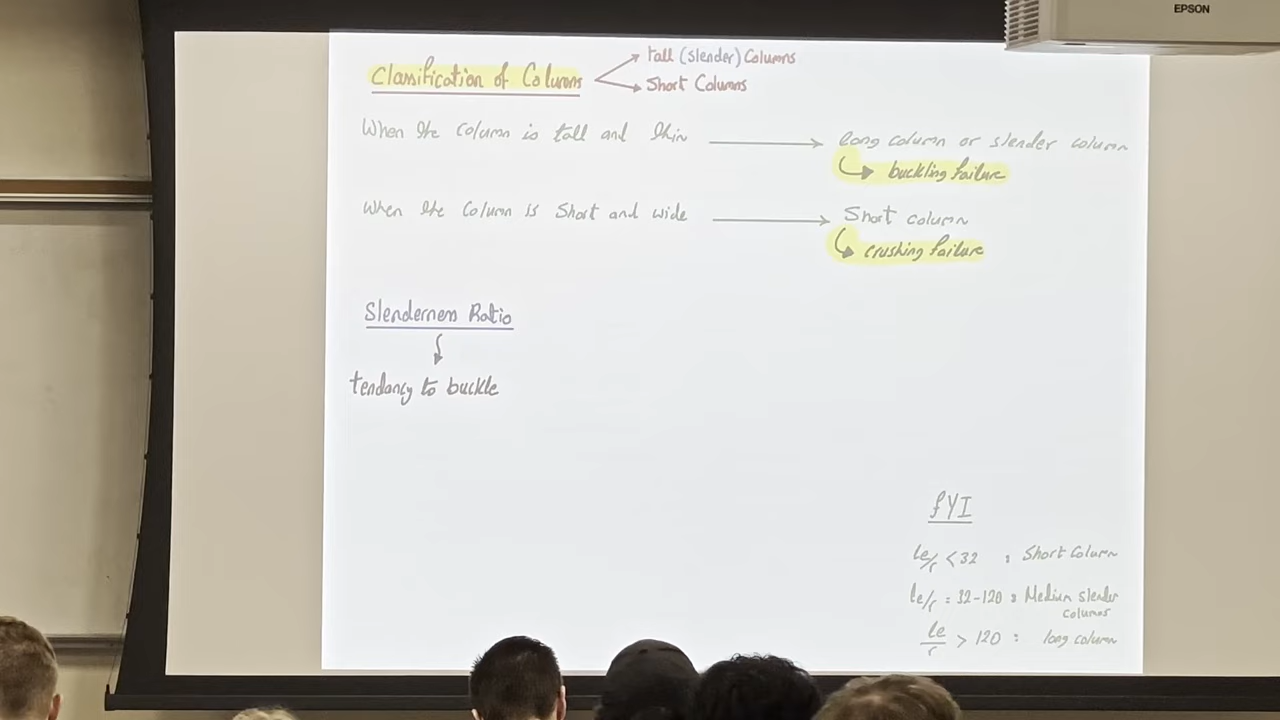 EPSON
Classification of Columns
tall (slender) Columns
Short Columns
When the Column is tall and thin
long column or slender column
buckling failure
When the Column is Short and wide
Short column
crushing failure
Slenderness Ratio
tendancy to buckle
FYI
le/r < 32 : Short Column
le/r = 32-120 : Medium slender
columns
le/r > 120 : long column